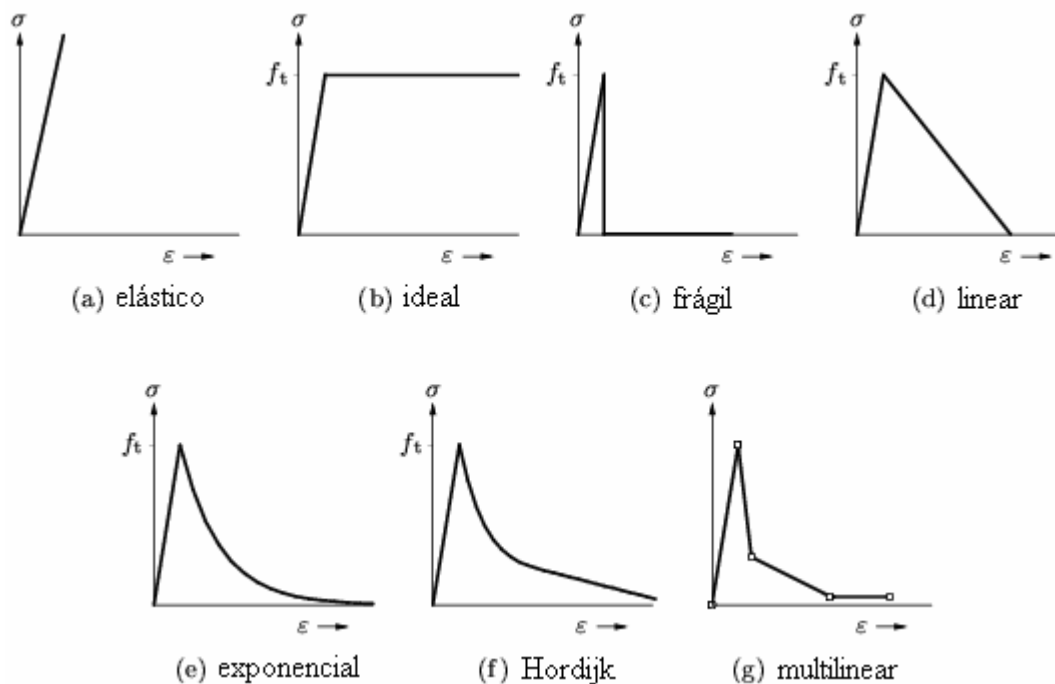 σ σ σ σ
f_t f_t f_t
ε → ε → ε → ε →
(a) elástico (b) ideal (c) frágil (d) linear
σ σ σ
f_t f_t
ε → ε → ε →
(e) exponencial (f) Hordijk (g) multilinear